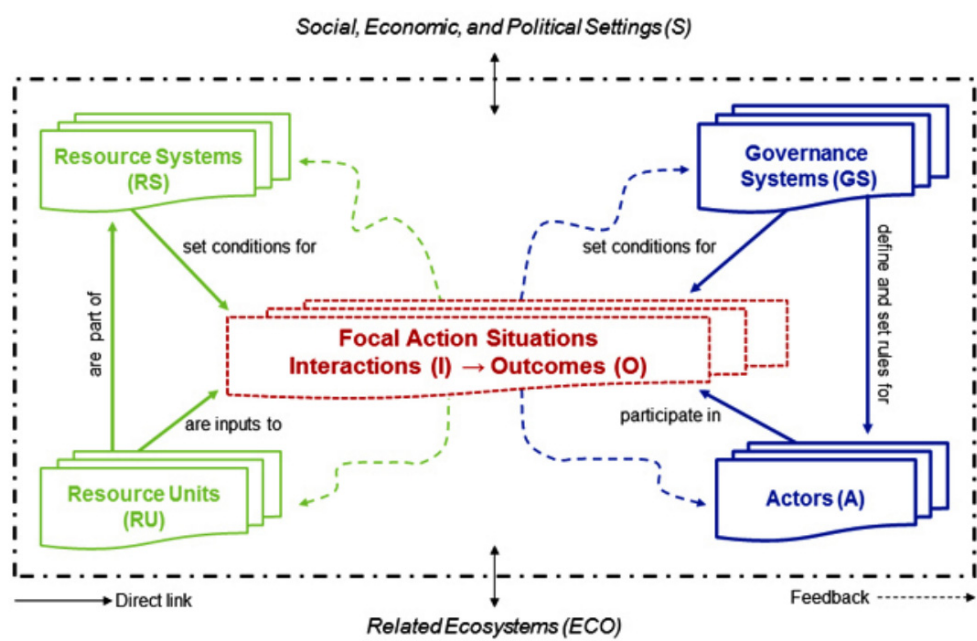 Social, Economic, and Political Settings (S)
Resource Systems
(RS)
Governance
Systems (GS)
set conditions for
set conditions for
are part of
define and set rules for
Focal Action Situations
Interactions (I) → Outcomes (O)
are inputs to
participate in
Resource Units
(RU)
Actors (A)
Direct link
Feedback
Related Ecosystems (ECO)